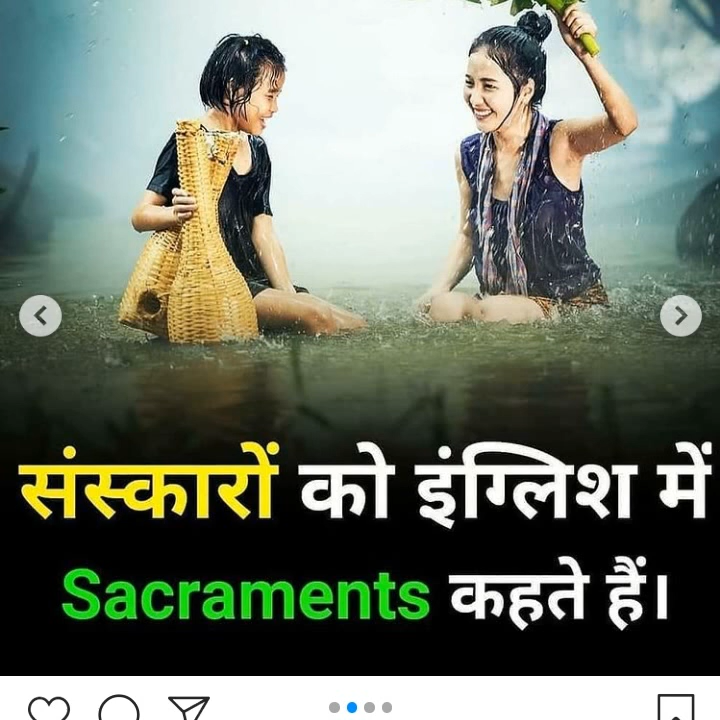 संस्कारों को इंग्लिश में
Sacraments कहते हैं।